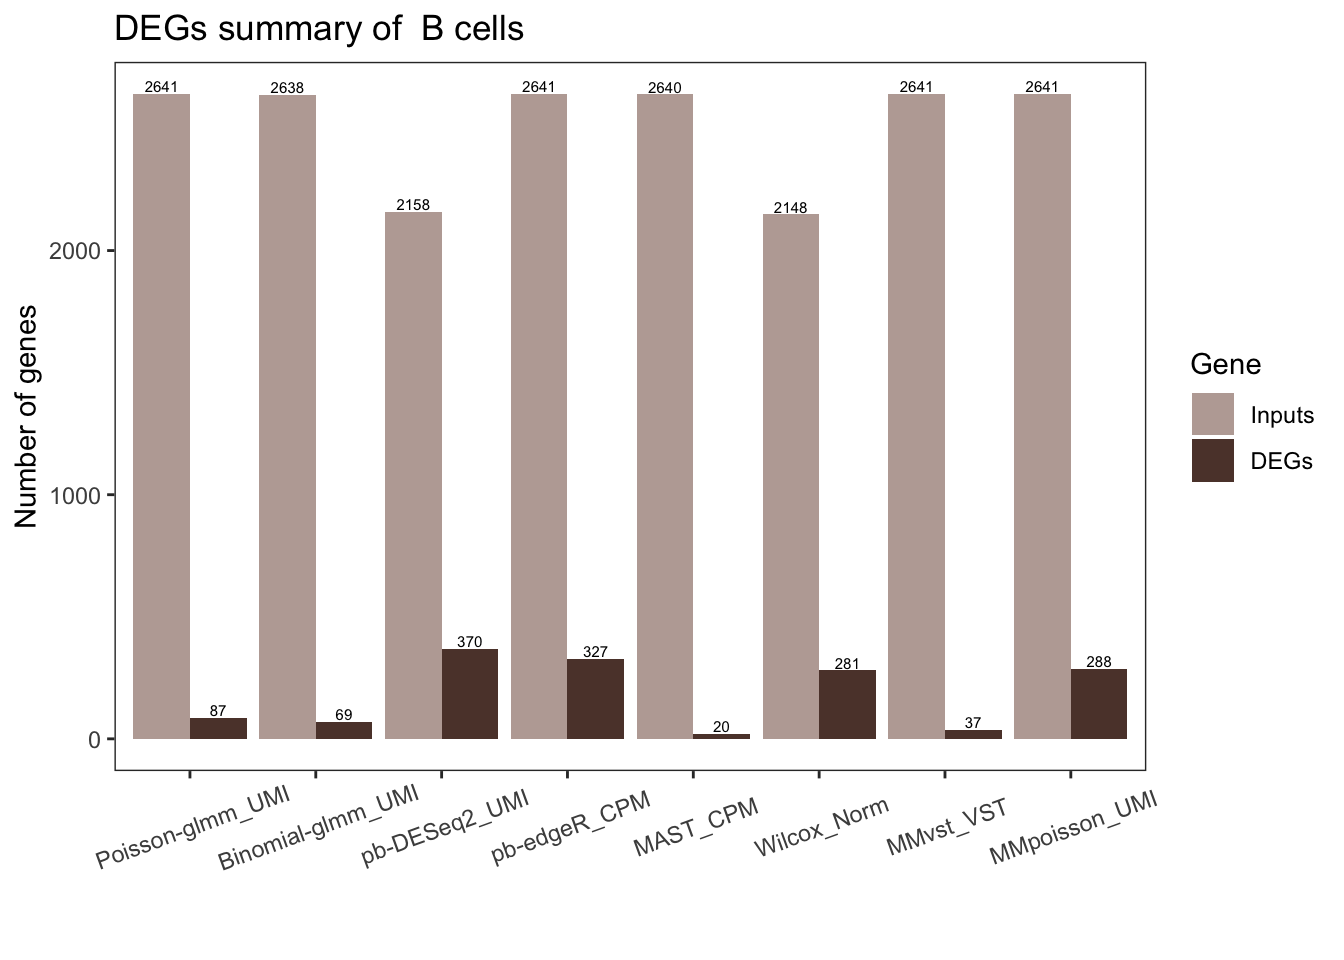 DEGs summary of  B cells
Number of genes
2000
1000
0
2641
2638
2158
2641
2640
2148
2641
2641
87
69
370
327
20
281
37
288
Poisson-glmm_UMI
Binomial-glmm_UMI
pb-DESeq2_UMI
pb-edgeR_CPM
MAST_CPM
Wilcox_Norm
MMvst_VST
MMpoisson_UMI
Gene
Inputs
DEGs